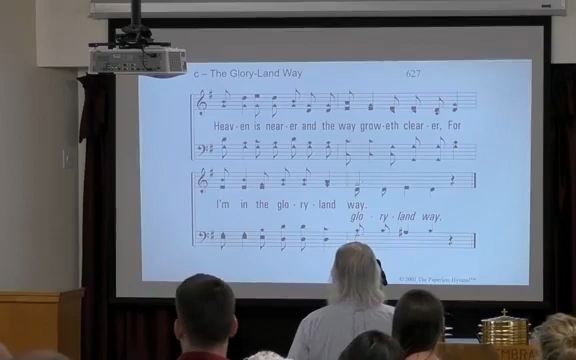 c – The Glory-Land Way 627
Heav-en is near-er and the way grow-eth clear-er, For
I'm in the glo - ry - land way.
glo - ry - land way.
© 2002 The Paperless Hymnal™